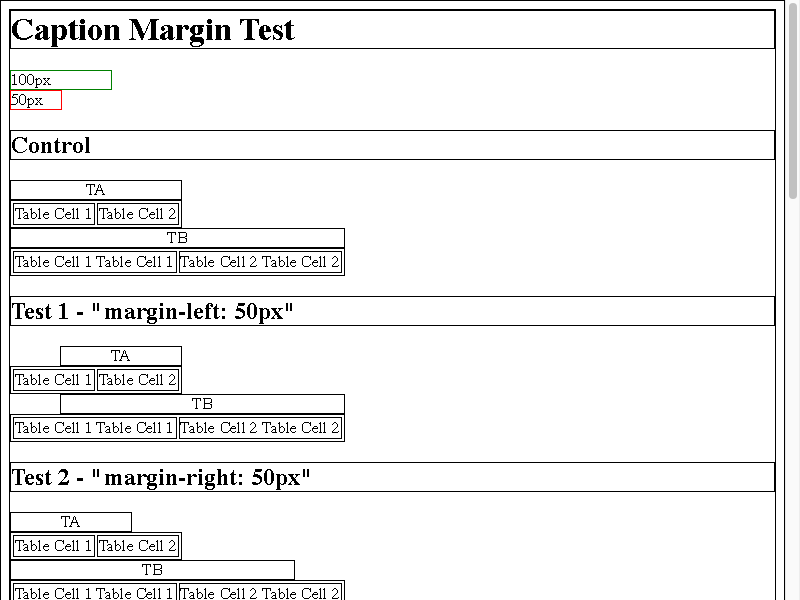 Caption Margin Test
100px
50px
Control
TA
Table Cell 1 Table Cell 2
TB
Table Cell 1 Table Cell 1 Table Cell 2 Table Cell 2
Test 1 - "margin-left: 50px"
TA
Table Cell 1 Table Cell 2
TB
Table Cell 1 Table Cell 1 Table Cell 2 Table Cell 2
Test 2 - "margin-right: 50px"
TA
Table Cell 1 Table Cell 2
TB
Table Cell 1 Table Cell 1 Table Cell 2 Table Cell 2